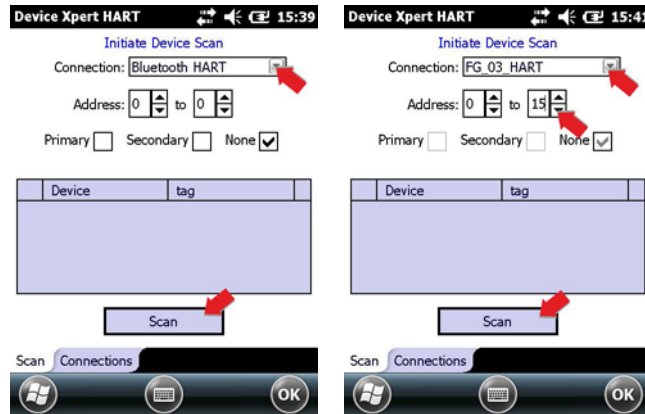 Device Xpert HART 15:39
Initiate Device Scan
Connection: Bluetooth HART
Address: 0 to 0
Primary Secondary None
Device tag
Scan
Scan Connections
OK
Device Xpert HART 15:41
Initiate Device Scan
Connection: FG_03_HART
Address: 0 to 15
Primary Secondary None
Device tag
Scan
Scan Connections
OK